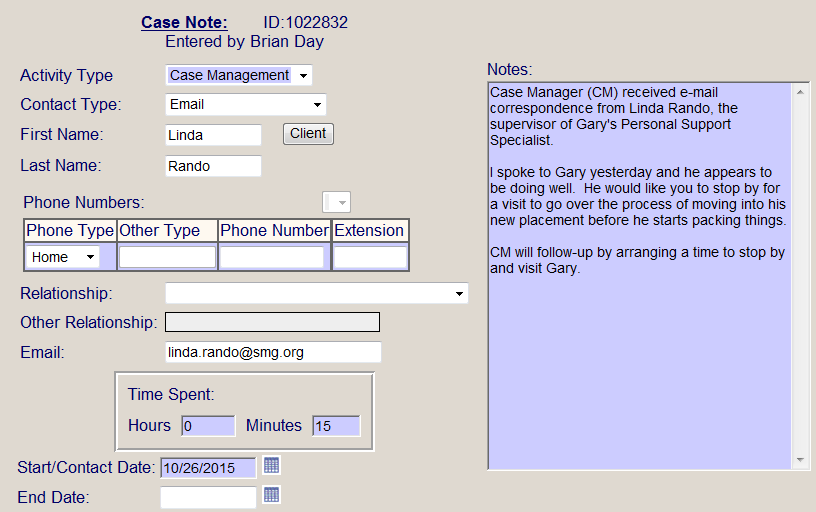 Case Note: ID:1022832
Entered by Brian Day
Activity Type Case Management
Contact Type: Email
First Name: Linda Client
Last Name: Rando
Phone Numbers:
Phone Type Other Type Phone Number Extension
Home
Relationship:
Other Relationship:
Email: linda.rando@smg.org
Time Spent:
Hours 0 Minutes 15
Start/Contact Date: 10/26/2015
End Date:
Notes:
Case Manager (CM) received e-mail
correspondence from Linda Rando, the
supervisor of Gary's Personal Support
Specialist.
I spoke to Gary yesterday and he appears to
be doing well. He would like you to stop by for
a visit to go over the process of moving into his
new placement before he starts packing things.
CM will follow-up by arranging a time to stop by
and visit Gary.